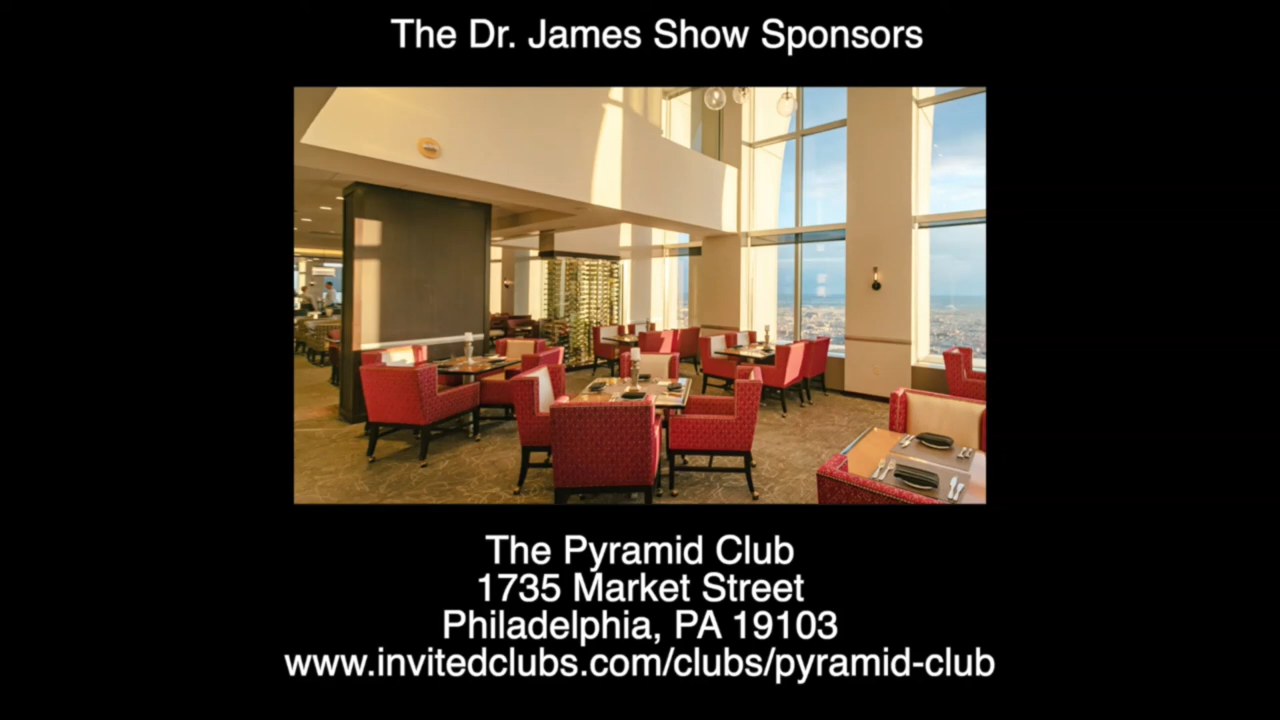 The Dr. James Show Sponsors
The Pyramid Club
1735 Market Street
Philadelphia, PA 19103
www.invitedclubs.com/clubs/pyramid-club